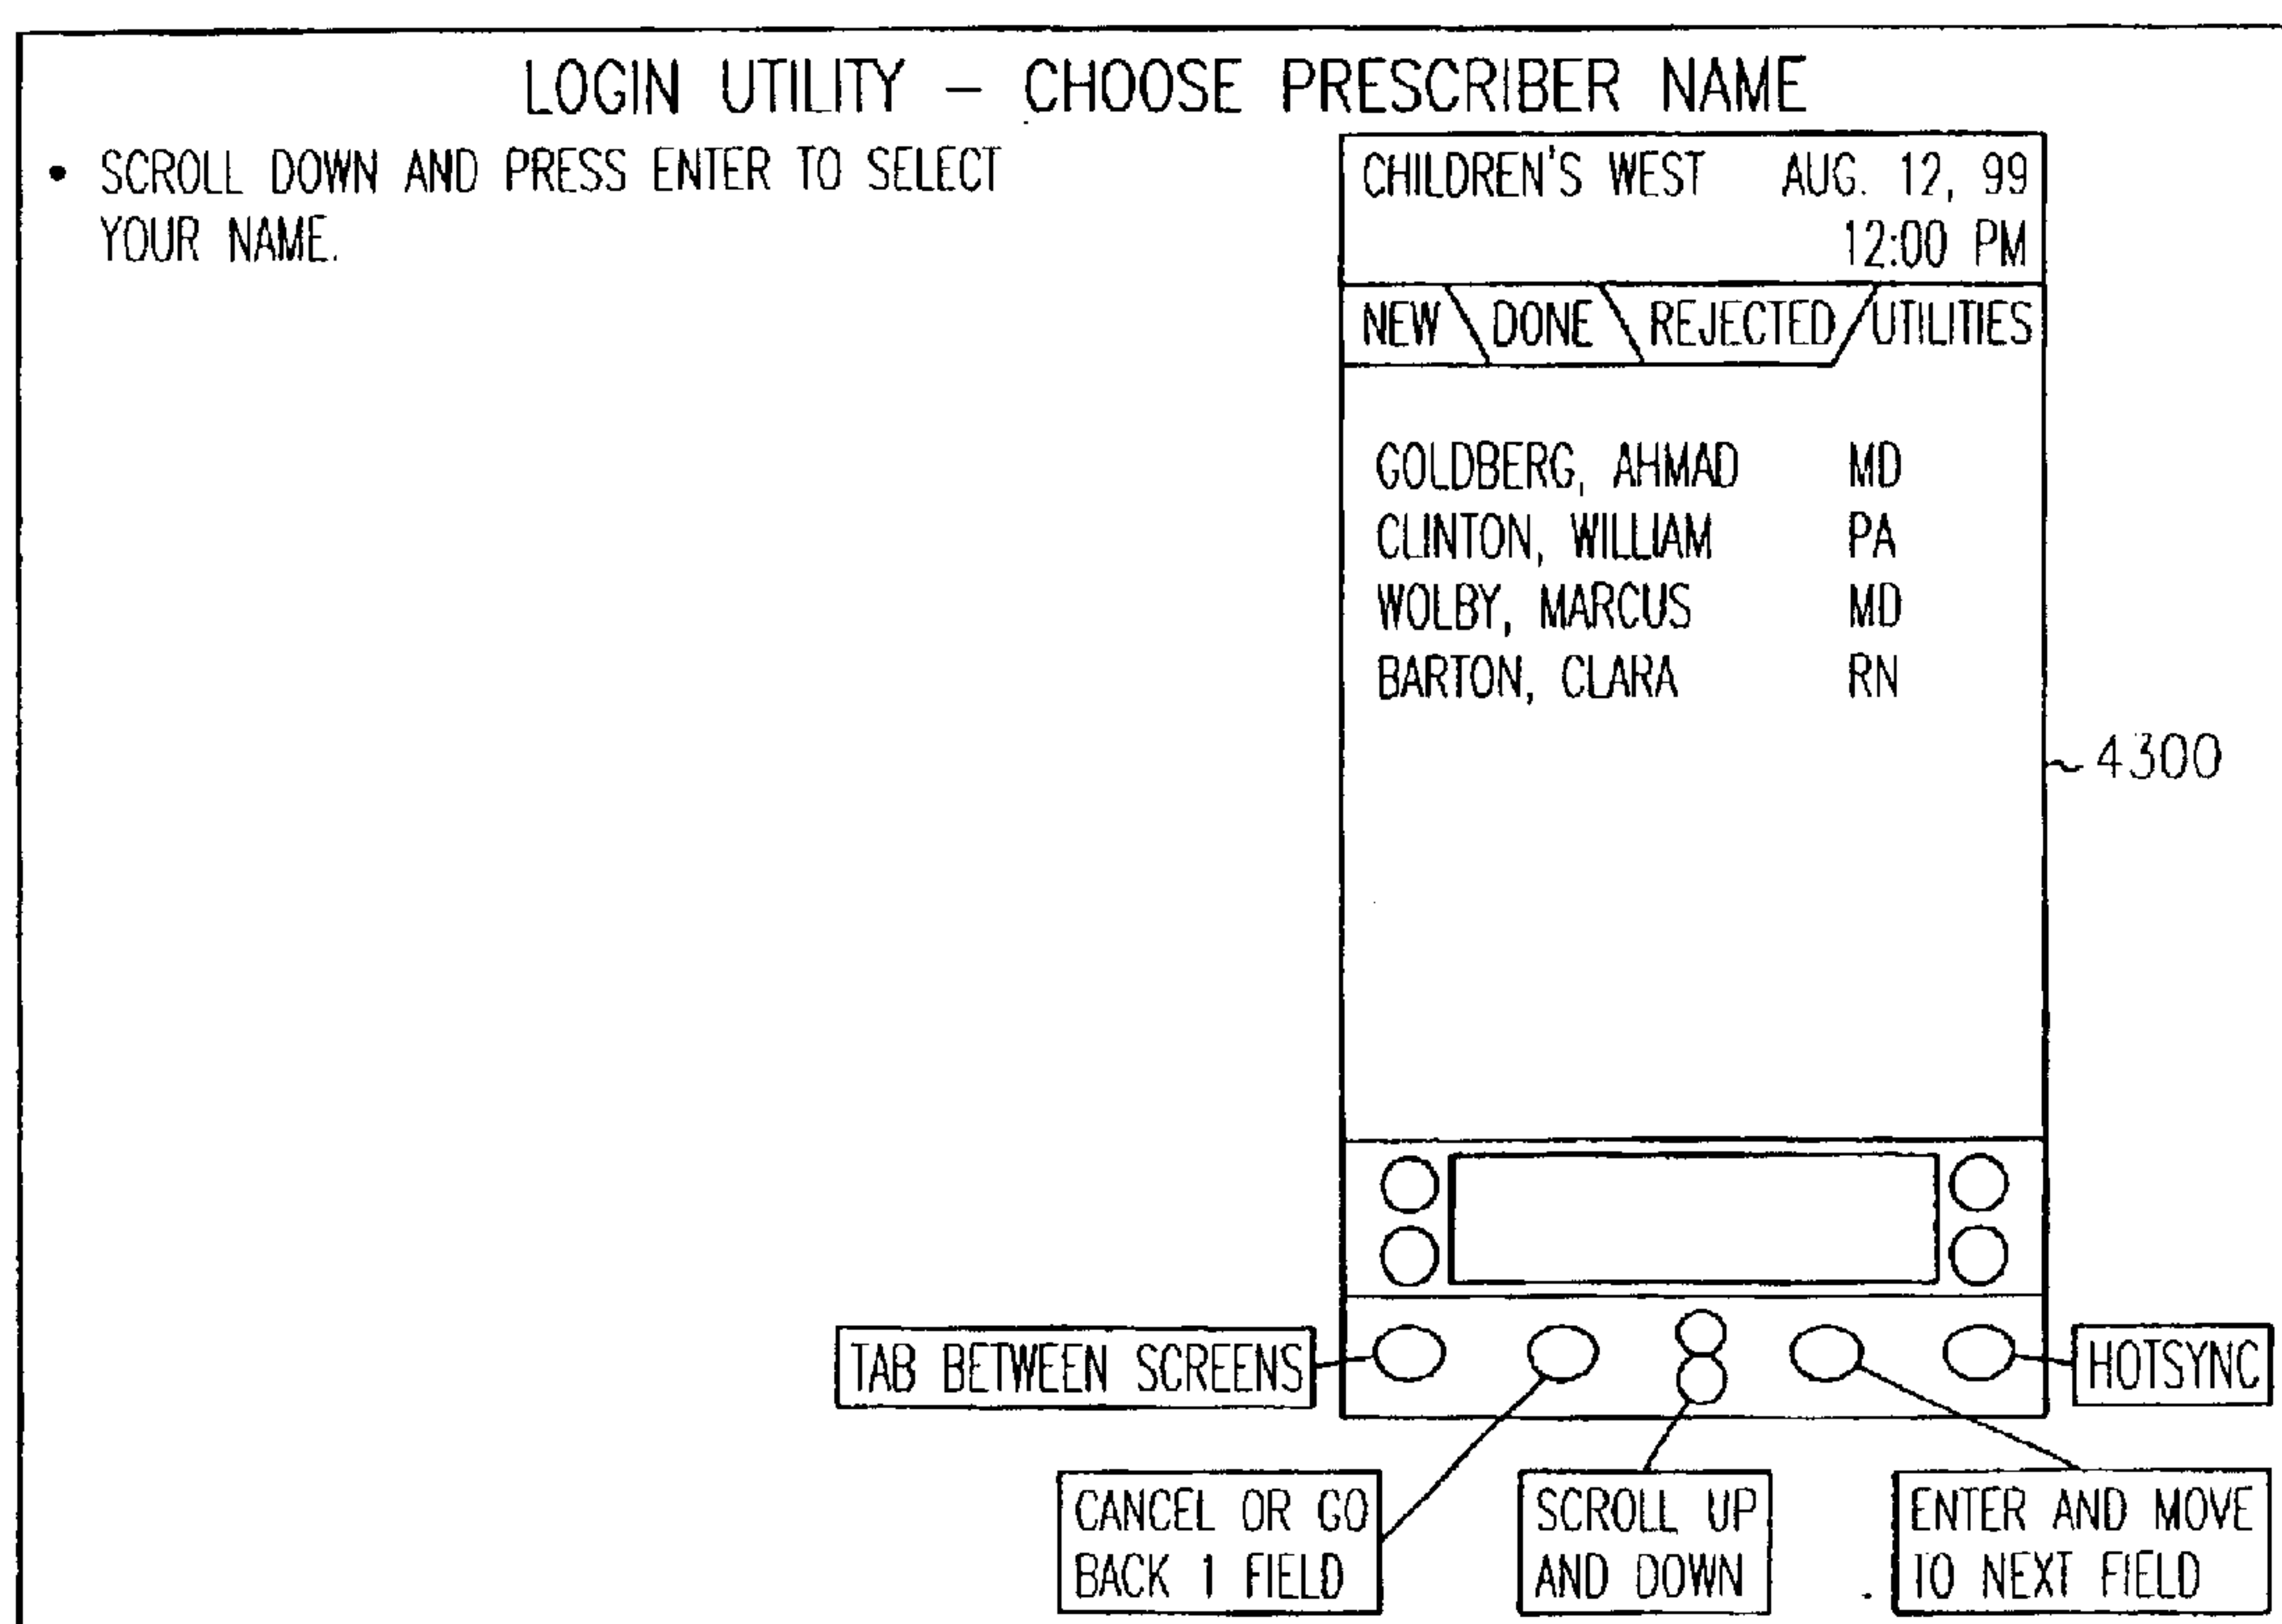 LOGIN UTILITY – CHOOSE PRESCRIBER NAME
• SCROLL DOWN AND PRESS ENTER TO SELECT
YOUR NAME.
CHILDREN'S WEST AUG. 12, 99
12:00 PM
NEW DONE REJECTED UTILITIES
GOLDBERG, AHMAD MD
CLINTON, WILLIAM PA
WOLBY, MARCUS MD
BARTON, CLARA RN
4300
TAB BETWEEN SCREENS
HOTSYNC
CANCEL OR GO
BACK 1 FIELD
SCROLL UP
AND DOWN
ENTER AND MOVE
TO NEXT FIELD